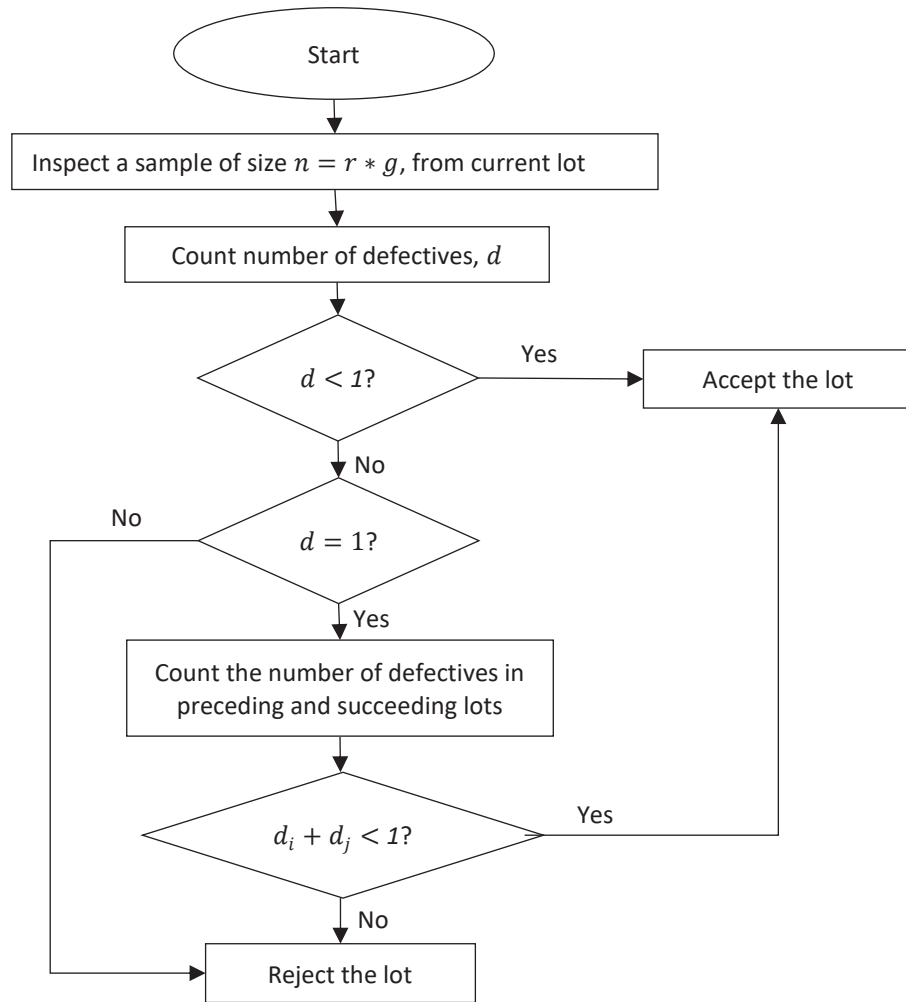 Start
Inspect a sample of size n = r * g, from current lot
Count number of defectives, d
d < 1?
Yes
Accept the lot
No
d = 1?
No
Yes
Count the number of defectives in
preceding and succeeding lots
d_i + d_j < 1?
Yes
No
Reject the lot